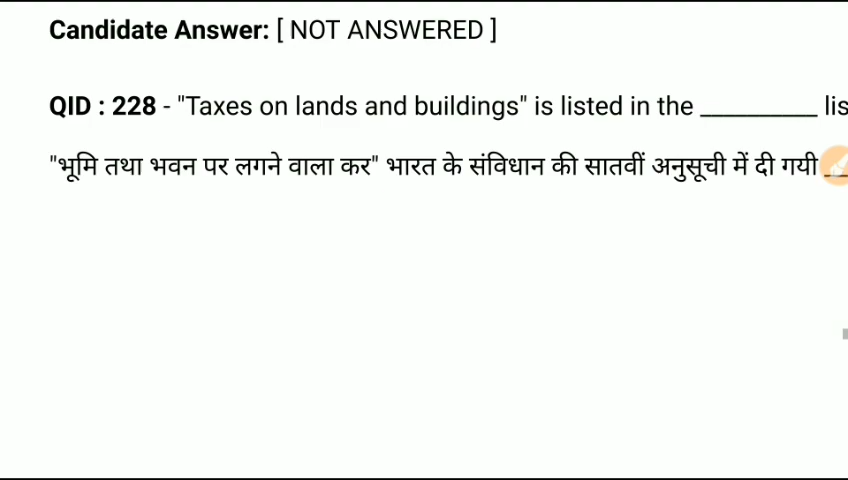 Candidate Answer: [ NOT ANSWERED ]
QID : 228 - "Taxes on lands and buildings" is listed in the __________ lis
"भूमि तथा भवन पर लगने वाला कर" भारत के संविधान की सातवीं अनुसूची में दी गयी __